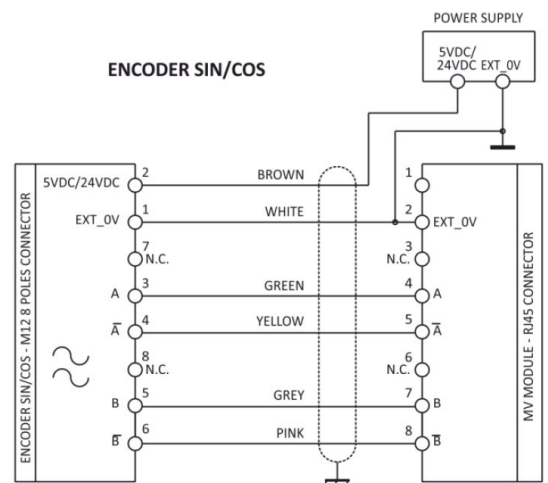 POWER SUPPLY
5VDC/
24VDC EXT_0V
ENCODER SIN/COS
ENCODER SIN/COS - M12 8 POLES CONNECTOR
5VDC/24VDC 2 BROWN 1
EXT_0V 1 WHITE 2 EXT_0V
7 N.C. 3 N.C.
A 3 GREEN 4 A
A̅ 4 YELLOW 5 A̅
8 N.C. 6 N.C.
B 5 GREY 7 B
B̅ 6 PINK 8 B̅
MV MODULE - RJ45 CONNECTOR